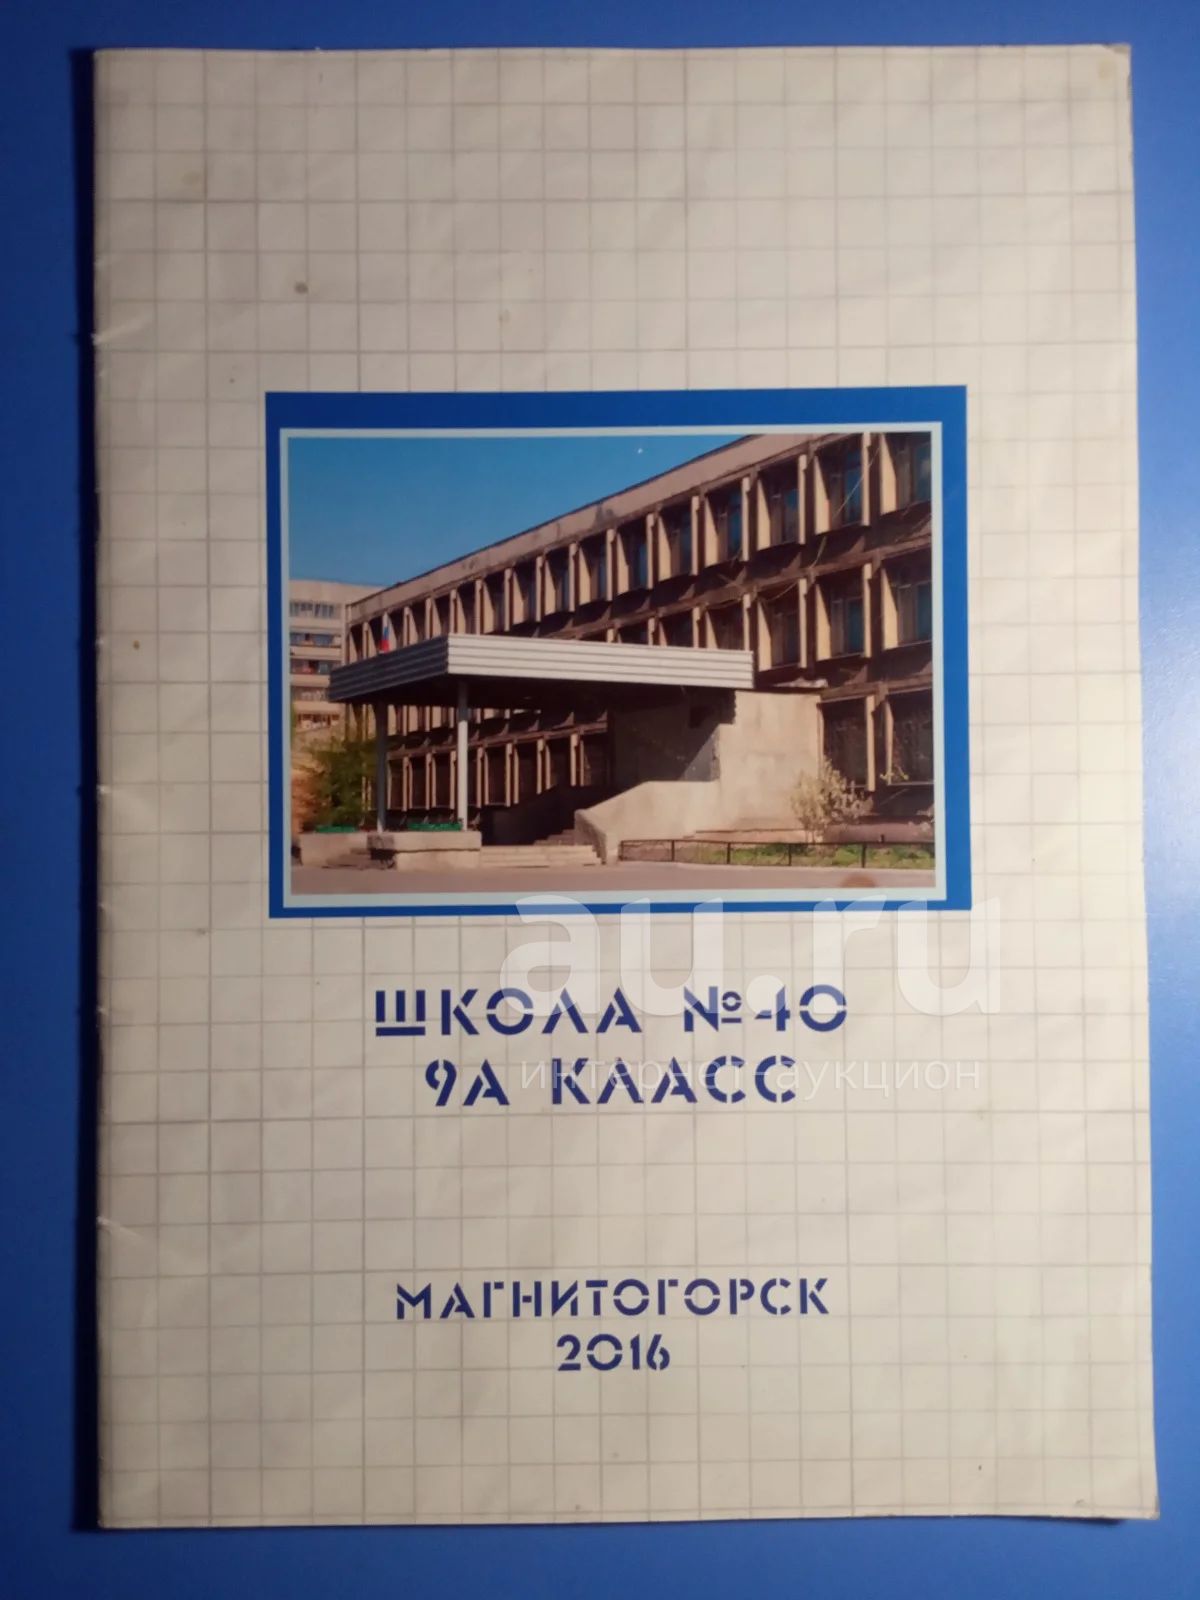 au.ru
ШКОЛА №40
интернет-аукцион
9А КЛАСС
МАГНИТОГОРСК
2016